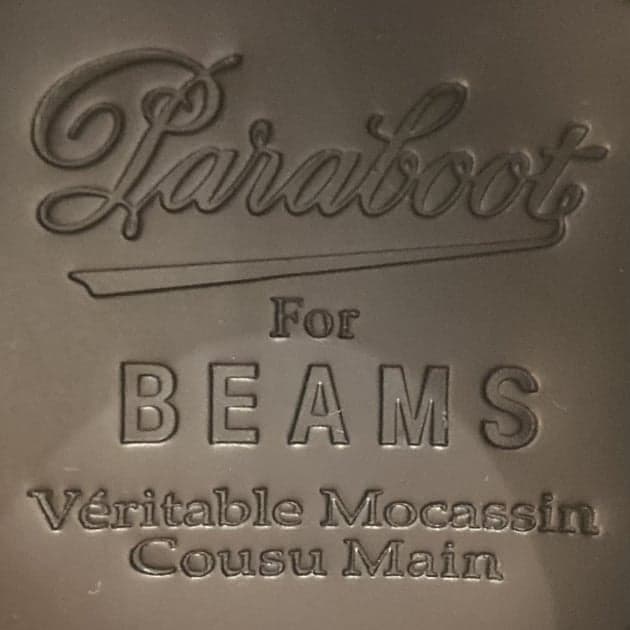 Paraboot
For
BEAMS
Véritable Mocassin
Cousu Main